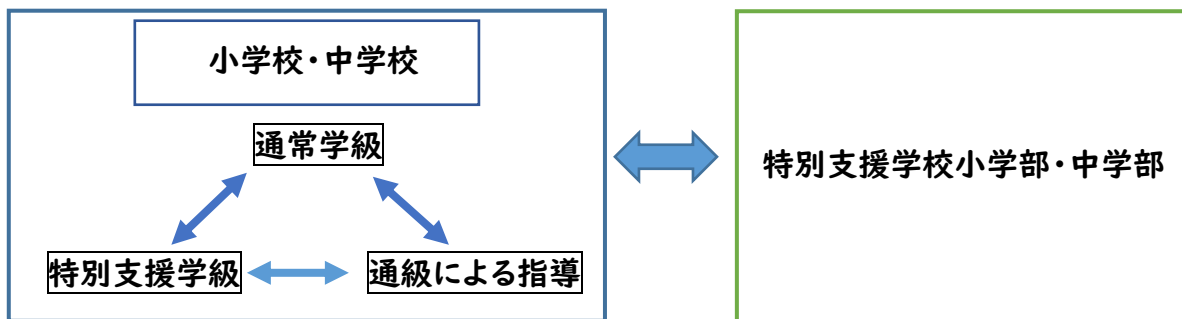 小学校・中学校
通常学級
特別支援学級
通級による指導
特別支援学校小学部・中学部